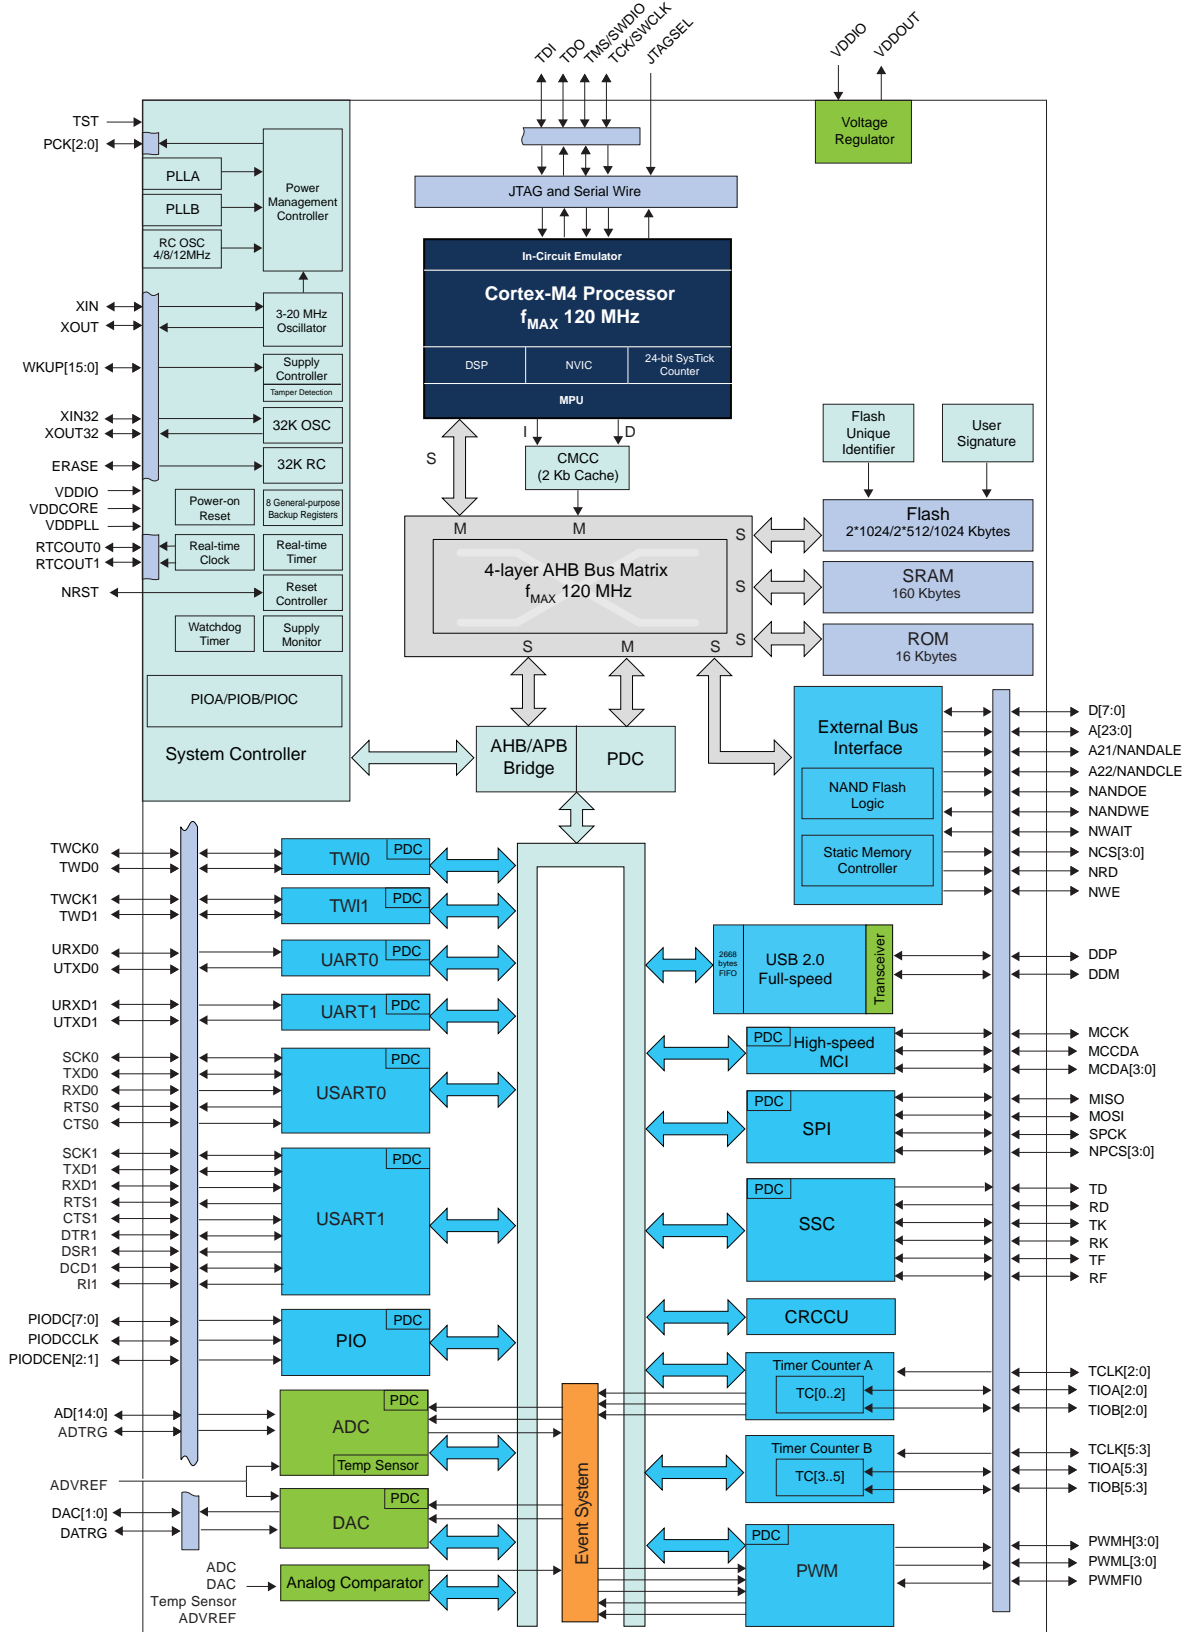 TDI
TDO
TMS/SWDIO
TCK/SWCLK
JTAGSEL
VDDIO
VDDOUT
TST
PCK[2:0]
PLLA
PLLB
RC OSC
4/8/12MHz
Power
Management
Controller
Voltage
Regulator
JTAG and Serial Wire
In-Circuit Emulator
Cortex-M4 Processor
fMAX 120 MHz
DSP
NVIC
24-bit SysTick
Counter
MPU
XIN
XOUT
3-20 MHz
Oscillator
WKUP[15:0]
Supply
Controller
Tamper Detection
XIN32
XOUT32
32K OSC
ERASE
32K RC
VDDIO
VDDCORE
VDDPLL
Power-on
Reset
8 General-purpose
Backup Registers
RTCOUT0
RTCOUT1
Real-time
Clock
Real-time
Timer
NRST
Reset
Controller
Watchdog
Timer
Supply
Monitor
PIOA/PIOB/PIOC
System Controller
S
I
D
CMCC
(2 Kb Cache)
M
M
S
S
S
4-layer AHB Bus Matrix
fMAX 120 MHz
S
M
S
Flash
Unique
Identifier
User
Signature
Flash
2*1024/2*512/1024 Kbytes
SRAM
160 Kbytes
ROM
16 Kbytes
AHB/APB
Bridge
PDC
External Bus
Interface
NAND Flash
Logic
Static Memory
Controller
D[7:0]
A[23:0]
A21/NANDALE
A22/NANDCLE
NANDOE
NANDWE
NWAIT
NCS[3:0]
NRD
NWE
TWCK0
TWD0
TWI0
PDC
TWCK1
TWD1
TWI1
PDC
URXD0
UTXD0
UART0
PDC
URXD1
UTXD1
UART1
PDC
SCK0
TXD0
RXD0
RTS0
CTS0
USART0
PDC
SCK1
TXD1
RXD1
RTS1
CTS1
DTR1
DSR1
DCD1
RI1
USART1
PDC
PIODC[7:0]
PIODCCLK
PIODCEN[2:1]
PIO
PDC
AD[14:0]
ADTRG
ADC
PDC
Temp Sensor
ADVREF
DAC[1:0]
DATRG
DAC
PDC
ADC
DAC
Temp Sensor
ADVREF
Analog Comparator
Event System
2668
bytes
FIFO
USB 2.0
Full-speed
Transceiver
DDP
DDM
PDC
High-speed
MCI
MCCK
MCCDA
MCDA[3:0]
PDC
SPI
MISO
MOSI
SPCK
NPCS[3:0]
PDC
SSC
TD
RD
TK
RK
TF
RF
CRCCU
Timer Counter A
TC[0..2]
TCLK[2:0]
TIOA[2:0]
TIOB[2:0]
Timer Counter B
TC[3..5]
TCLK[5:3]
TIOA[5:3]
TIOB[5:3]
PDC
PWM
PWMH[3:0]
PWML[3:0]
PWMFI0